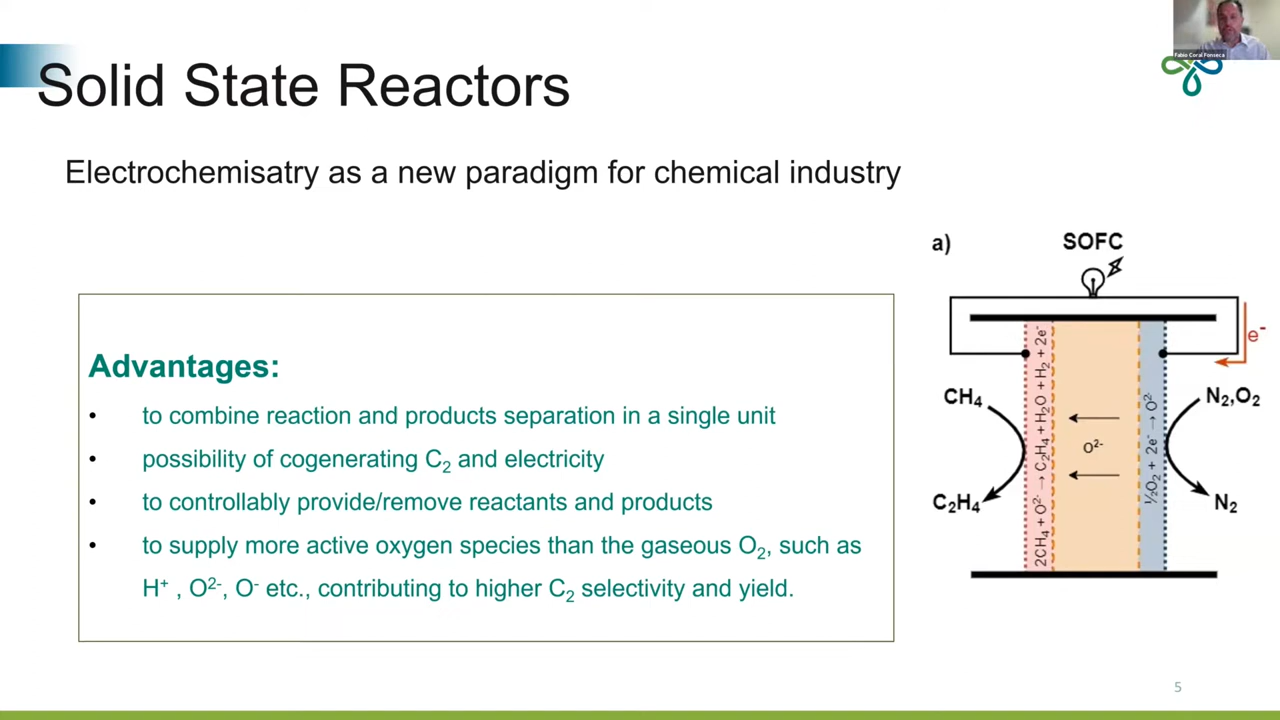 Fabio Coral Fonseca
Solid State Reactors
Electrochemisatry as a new paradigm for chemical industry
Advantages:
• to combine reaction and products separation in a single unit
• possibility of cogenerating C₂ and electricity
• to controllably provide/remove reactants and products
• to supply more active oxygen species than the gaseous O₂, such as
H⁺ , O²⁻, O⁻ etc., contributing to higher C₂ selectivity and yield.
a)
SOFC
e⁻
CH₄
C₂H₄
2CH₄ + O²⁻ → C₂H₄ + H₂O + H₂ + 2e⁻
O²⁻
½O₂ + 2e⁻ → O²⁻
N₂,O₂
N₂
5